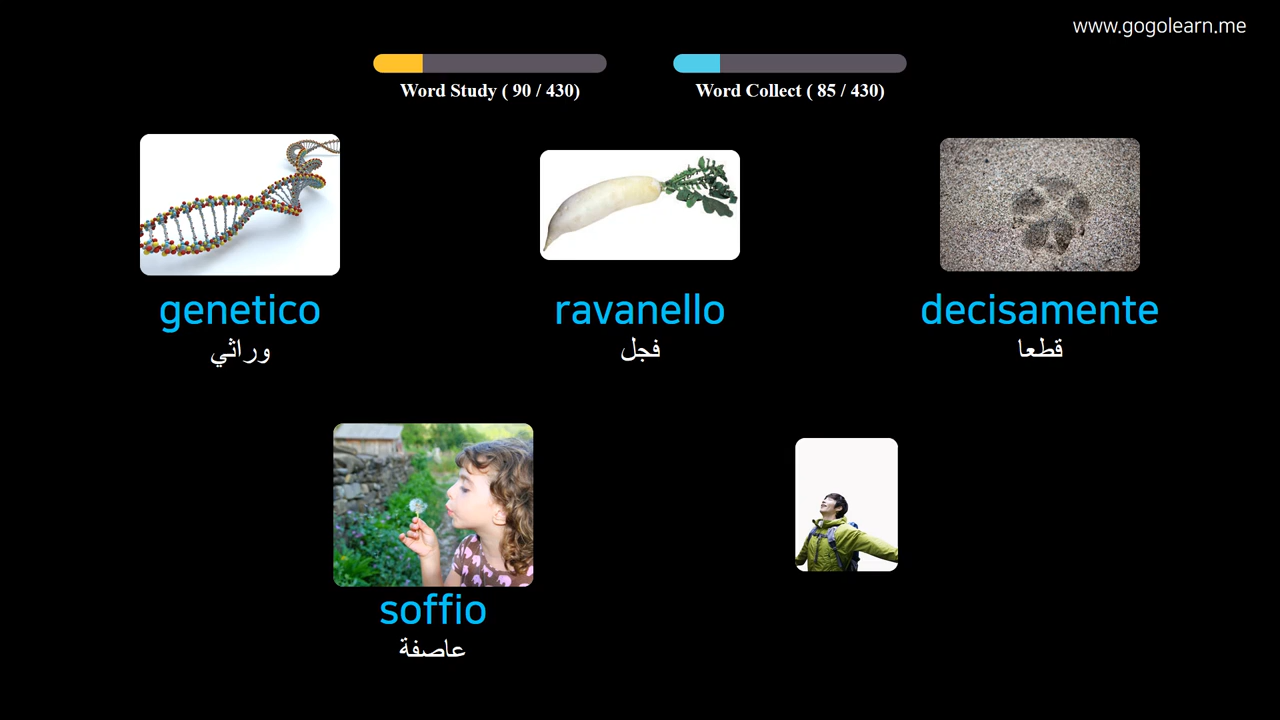 www.gogolearn.me
Word Study ( 90 / 430)
Word Collect ( 85 / 430)
genetico
وراثي
ravanello
فجل
decisamente
قطعا
soffio
عاصفة